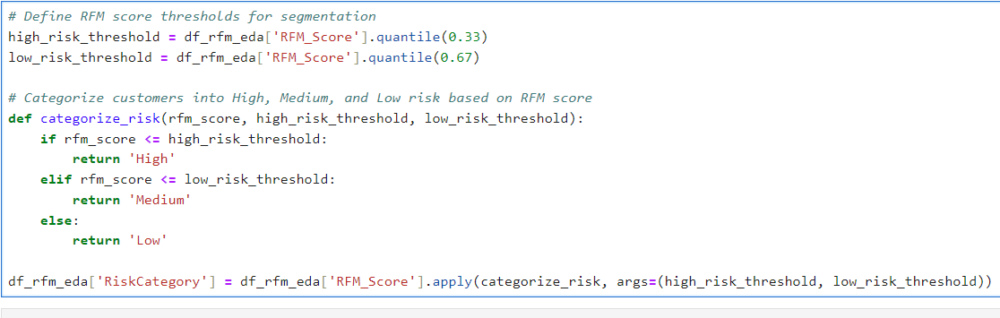 # Define RFM score thresholds for segmentation
high_risk_threshold = df_rfm_eda['RFM_Score'].quantile(0.33)
low_risk_threshold = df_rfm_eda['RFM_Score'].quantile(0.67)

# Categorize customers into High, Medium, and Low risk based on RFM score
def categorize_risk(rfm_score, high_risk_threshold, low_risk_threshold):
    if rfm_score <= high_risk_threshold:
        return 'High'
    elif rfm_score <= low_risk_threshold:
        return 'Medium'
    else:
        return 'Low'

df_rfm_eda['RiskCategory'] = df_rfm_eda['RFM_Score'].apply(categorize_risk, args=(high_risk_threshold, low_risk_threshold))